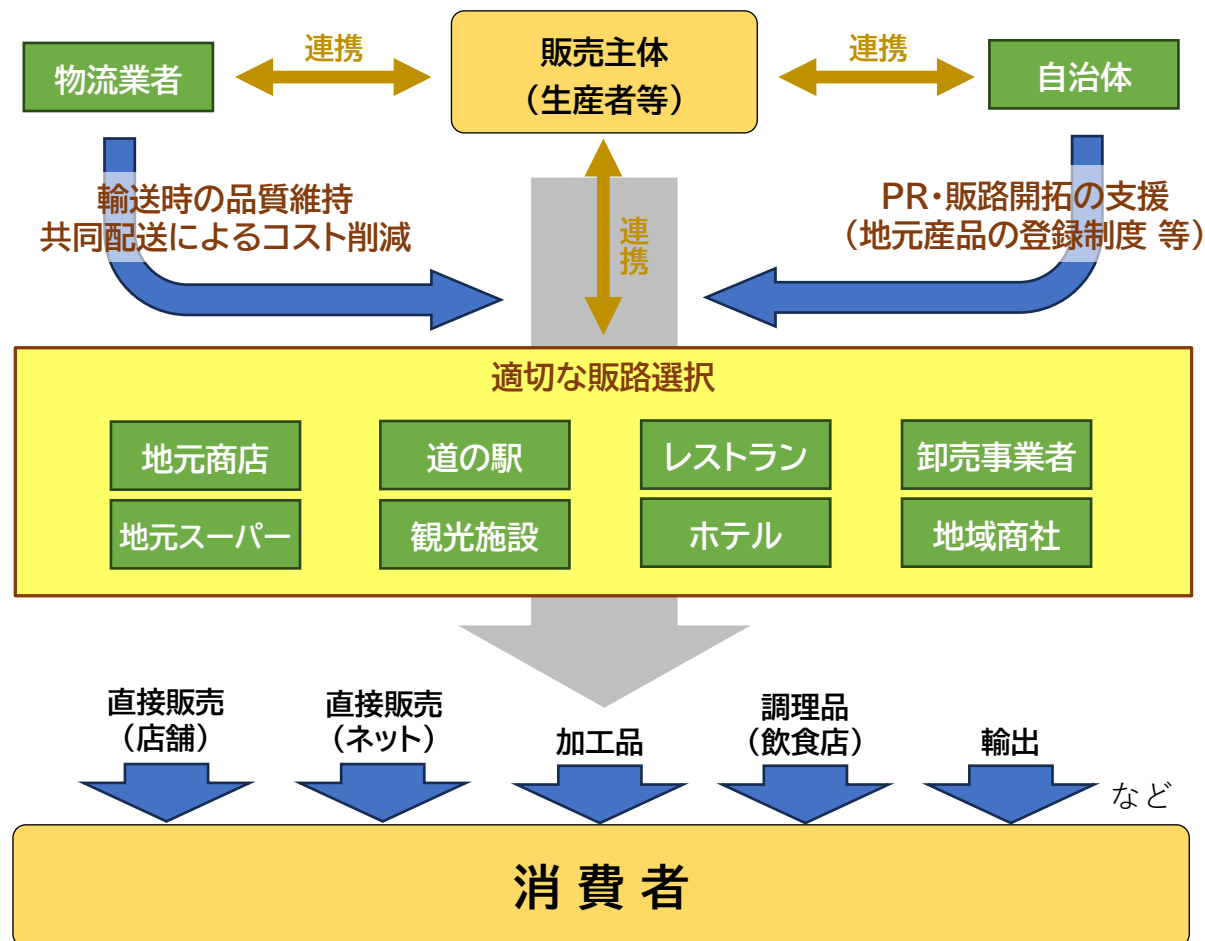 物流業者
連携
販売主体
（生産者等）
連携
自治体
輸送時の品質維持
共同配送によるコスト削減
連携
PR・販路開拓の支援
（地元産品の登録制度 等）
適切な販路選択
地元商店
道の駅
レストラン
卸売事業者
地元スーパー
観光施設
ホテル
地域商社
直接販売
（店舗）
直接販売
（ネット）
加工品
調理品
（飲食店）
輸出
など
消費者